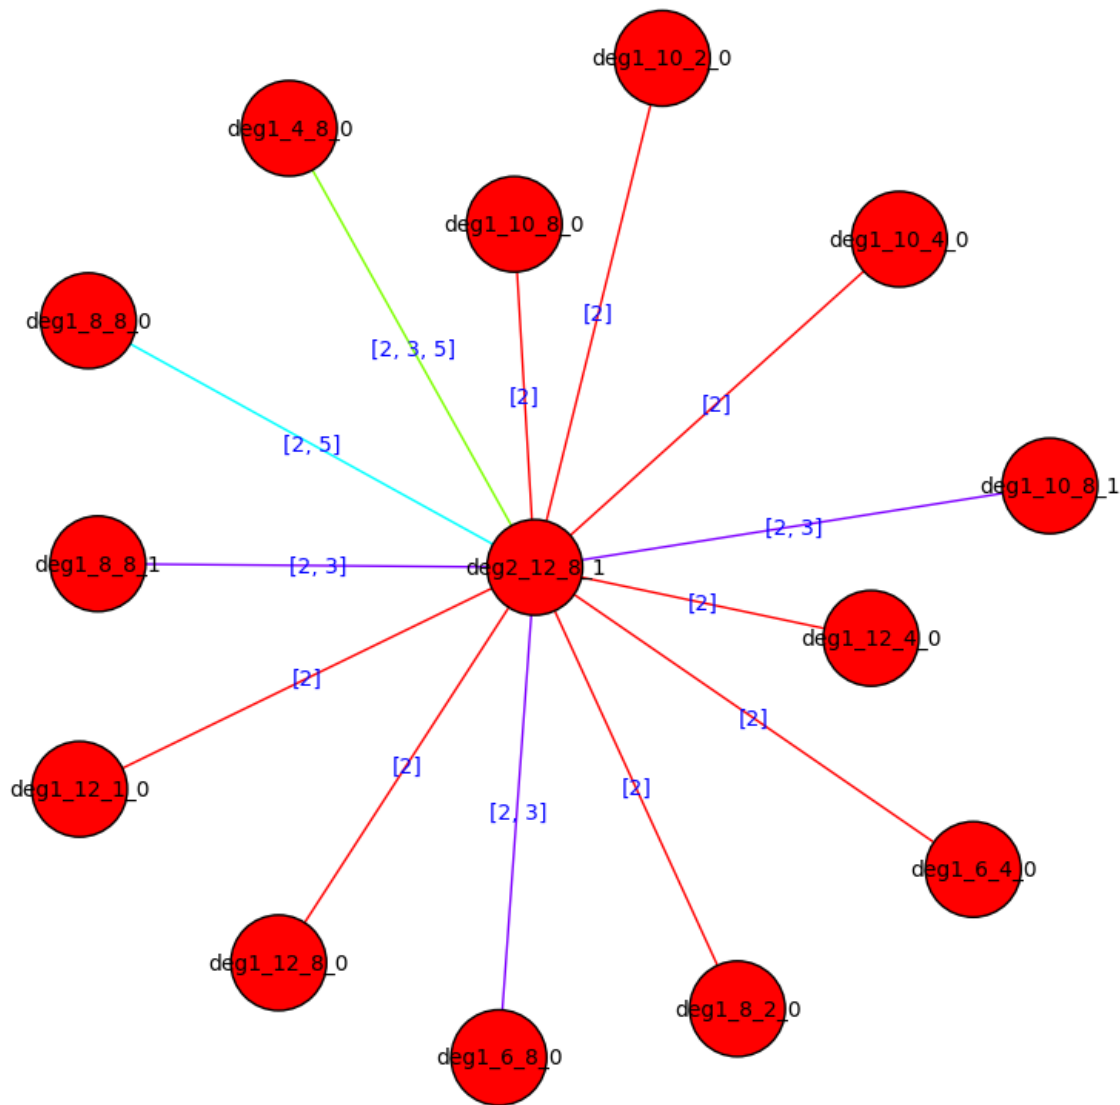 deg1_10_2_0
deg1_4_8_0
deg1_10_8_0
deg1_10_4_0
[2]
deg1_8_8_0
[2, 3, 5]
[2]
[2]
[2, 5]
deg1_10_8_1
[2, 3]
deg1_8_8_1
[2, 3]
deg2_12_8_1
[2]
deg1_12_4_0
[2]
[2]
[2]
[2]
deg1_12_1_0
[2, 3]
deg1_6_4_0
deg1_12_8_0
deg1_8_2_0
deg1_6_8_0